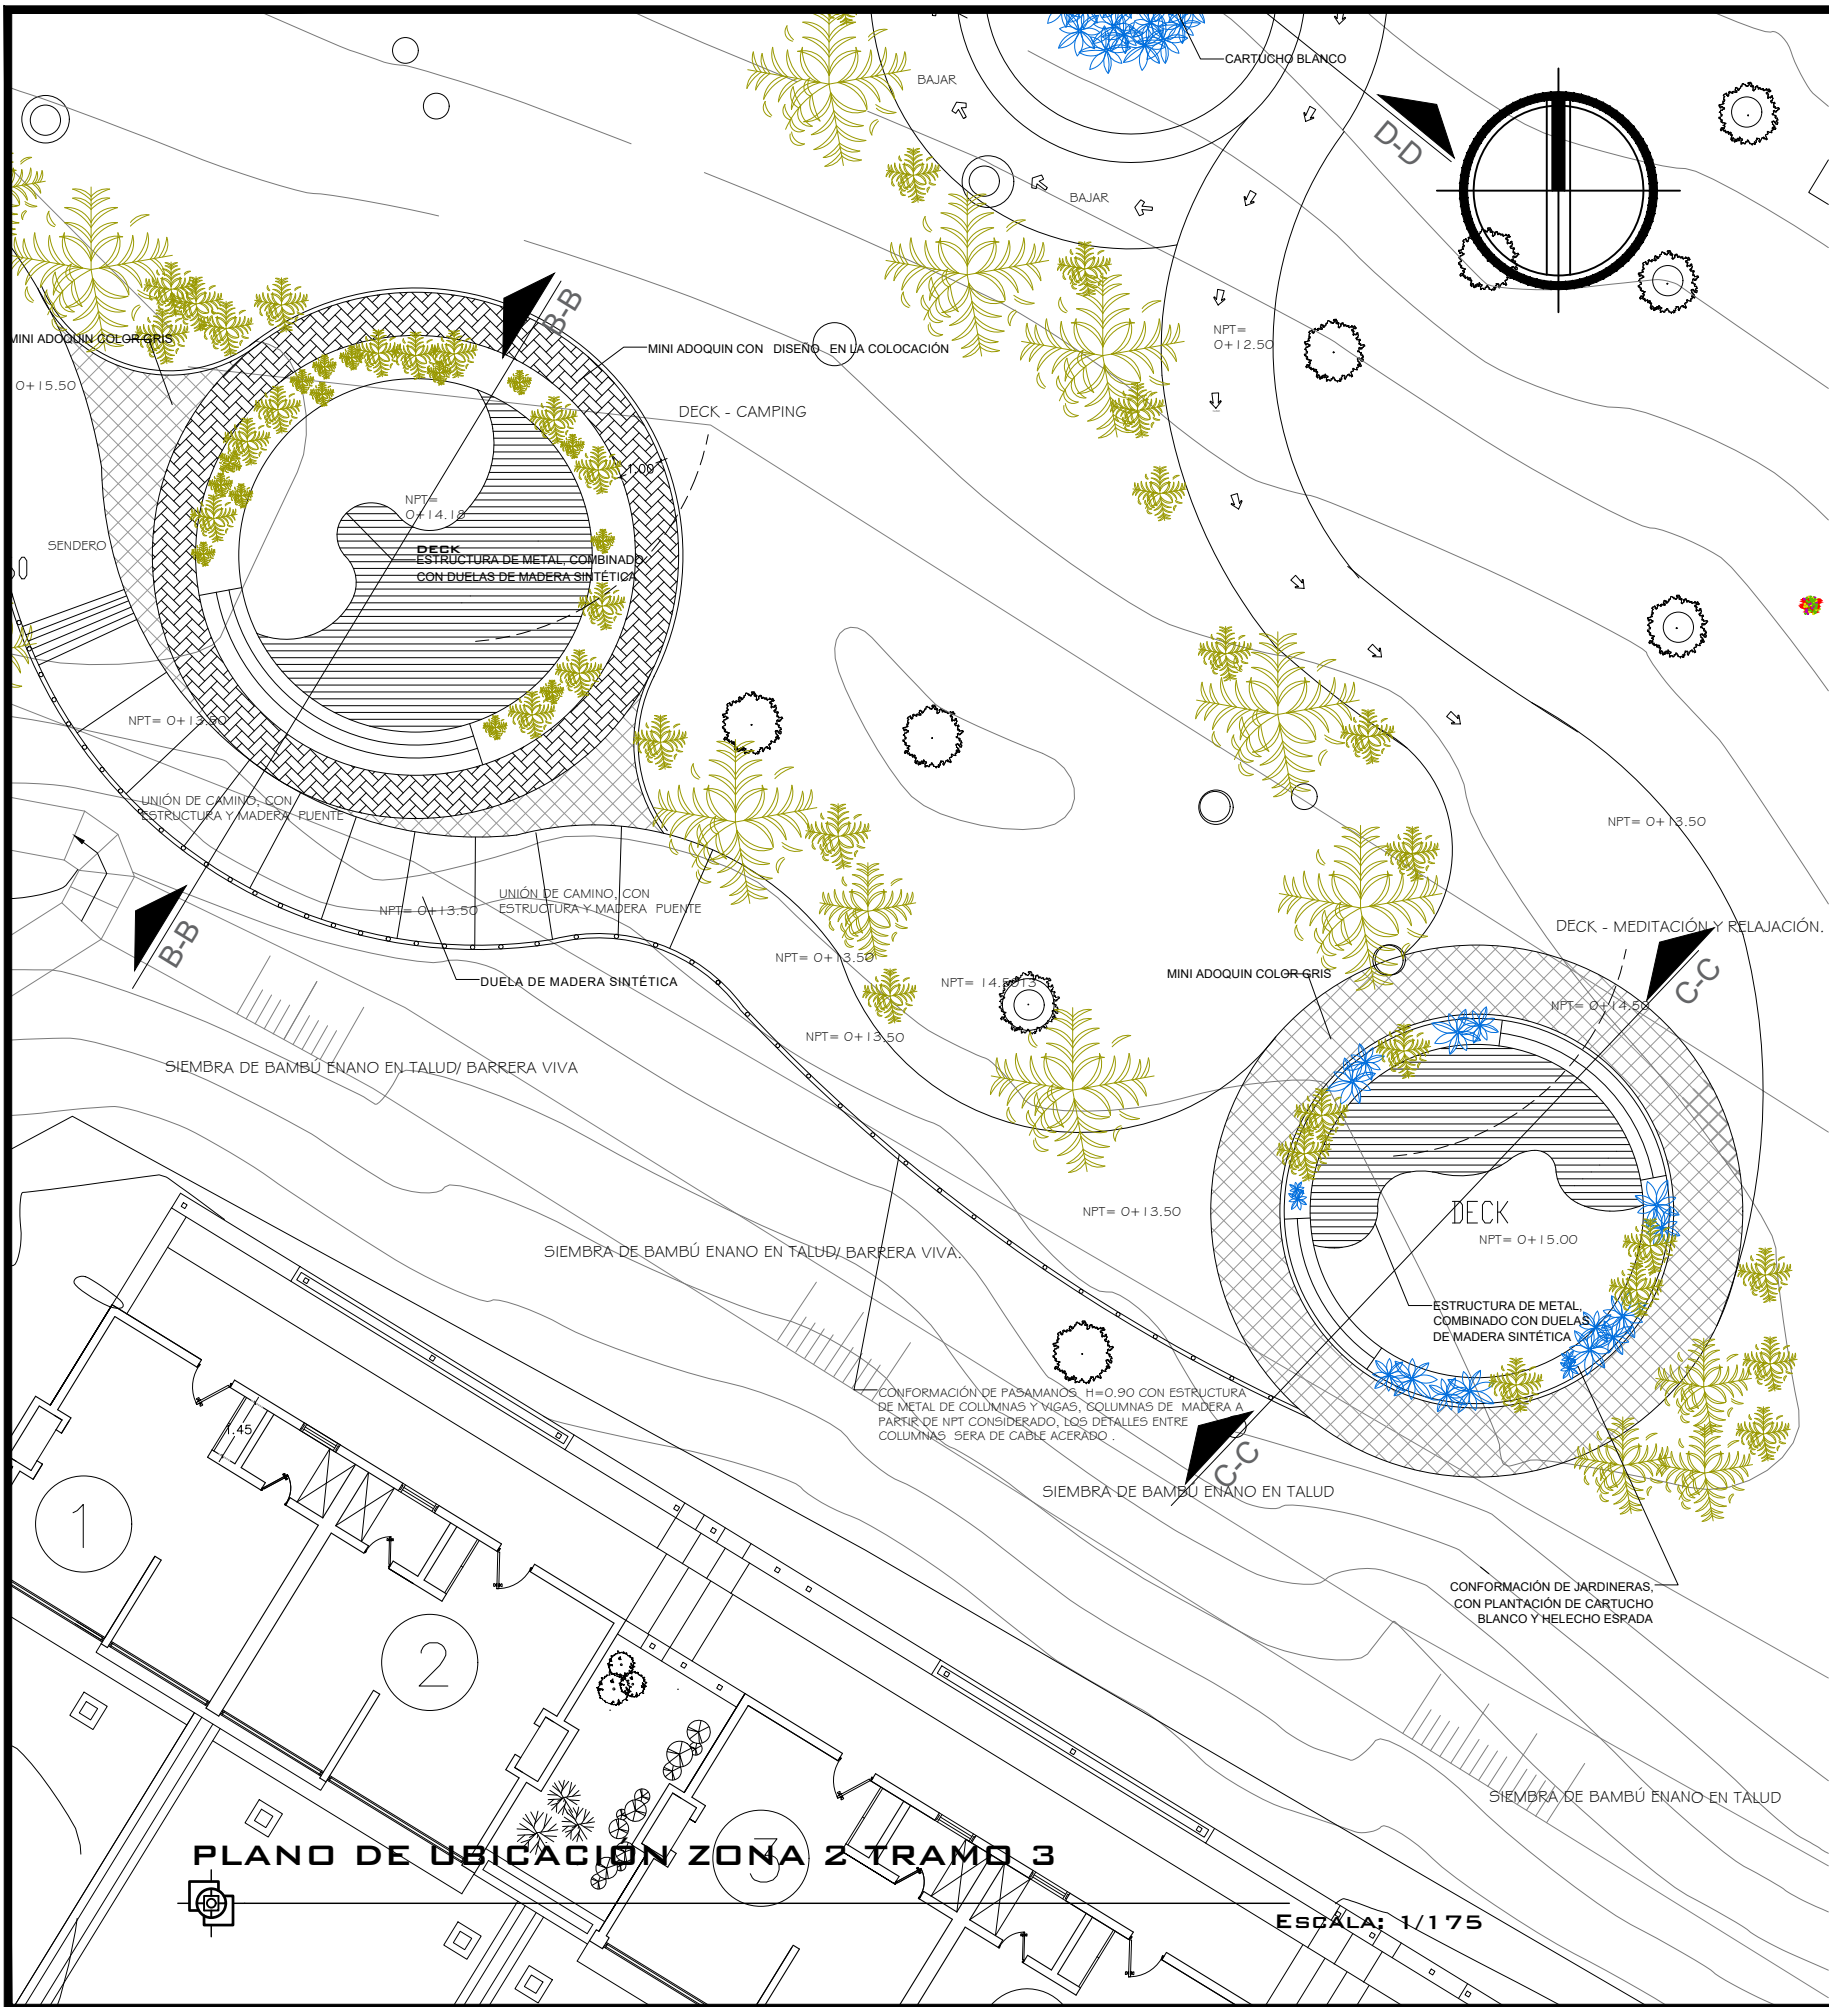 CARTUCHO BLANCO
BAJAR
D-D
BAJAR
B-B
NPT=
0+12.50
MINI ADOQUIN COLOR GRIS
MINI ADOQUIN CON DISEÑO EN LA COLOCACIÓN
0+15.50
DECK - CAMPING
1.00
NPT=
0+14.10
SENDERO
DECK
ESTRUCTURA DE METAL, COMBINADO
CON DUELAS DE MADERA SINTÉTICA
NPT= 0+13.50
UNIÓN DE CAMINO, CON
ESTRUCTURA Y MADERA PUENTE
NPT= 0+13.50
UNIÓN DE CAMINO, CON
ESTRUCTURA Y MADERA PUENTE
NPT= 0+13.50
DECK - MEDITACIÓN Y RELAJACIÓN.
B-B
NPT= 0+13.50
MINI ADOQUIN COLOR GRIS
C-C
DUELA DE MADERA SINTÉTICA
NPT= 0+14.50
NPT= 0+13.50
SIEMBRA DE BAMBÚ ENANO EN TALUD/ BARRERA VIVA
NPT= 0+13.50
DECK
NPT= 0+15.00
SIEMBRA DE BAMBÚ ENANO EN TALUD/ BARRERA VIVA.
ESTRUCTURA DE METAL,
COMBINADO CON DUELAS
DE MADERA SINTÉTICA
CONFORMACIÓN DE PASAMANOS H=0.90 CON ESTRUCTURA
DE METAL DE COLUMNAS Y VIGAS, COLUMNAS DE MADERA A
PARTIR DE NPT CONSIDERADO, LOS DETALLES ENTRE
COLUMNAS SERA DE CABLE ACERADO .
1.45
C-C
SIEMBRA DE BAMBÚ ENANO EN TALUD
1
CONFORMACIÓN DE JARDINERAS,
CON PLANTACIÓN DE CARTUCHO
BLANCO Y HELECHO ESPADA
2
SIEMBRA DE BAMBÚ ENANO EN TALUD
3
PLANO DE UBICACIÓN ZONA 2 TRAMO 3
ESCALA: 1/175